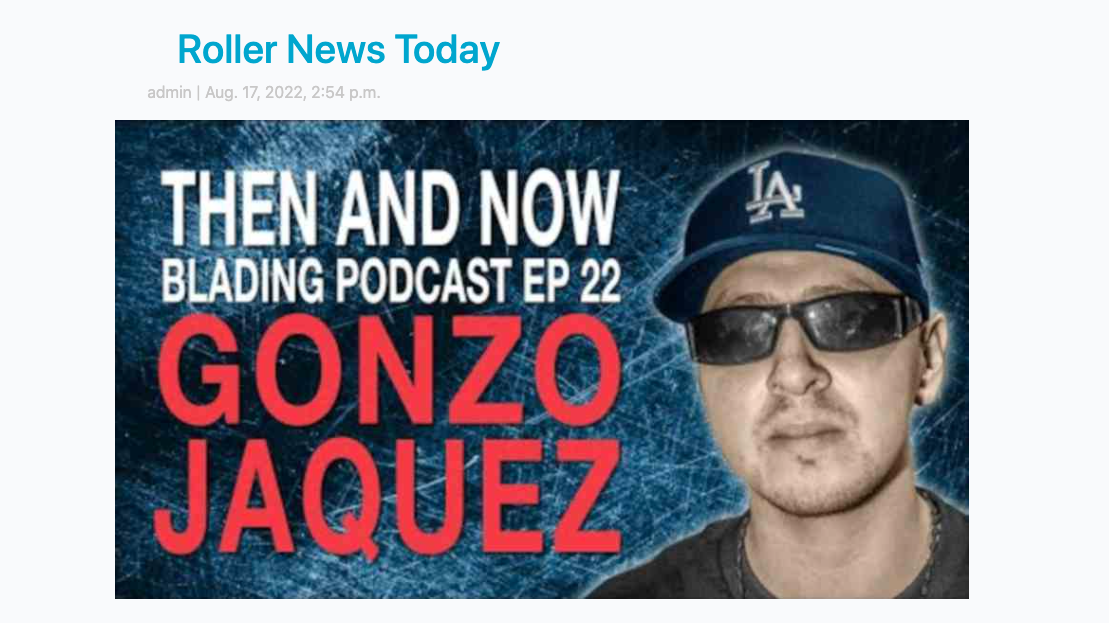 Roller News Today
admin | Aug. 17, 2022, 2:54 p.m.
THEN AND NOW
BLADING PODCAST EP 22
GONZO
JAQUEZ
LA